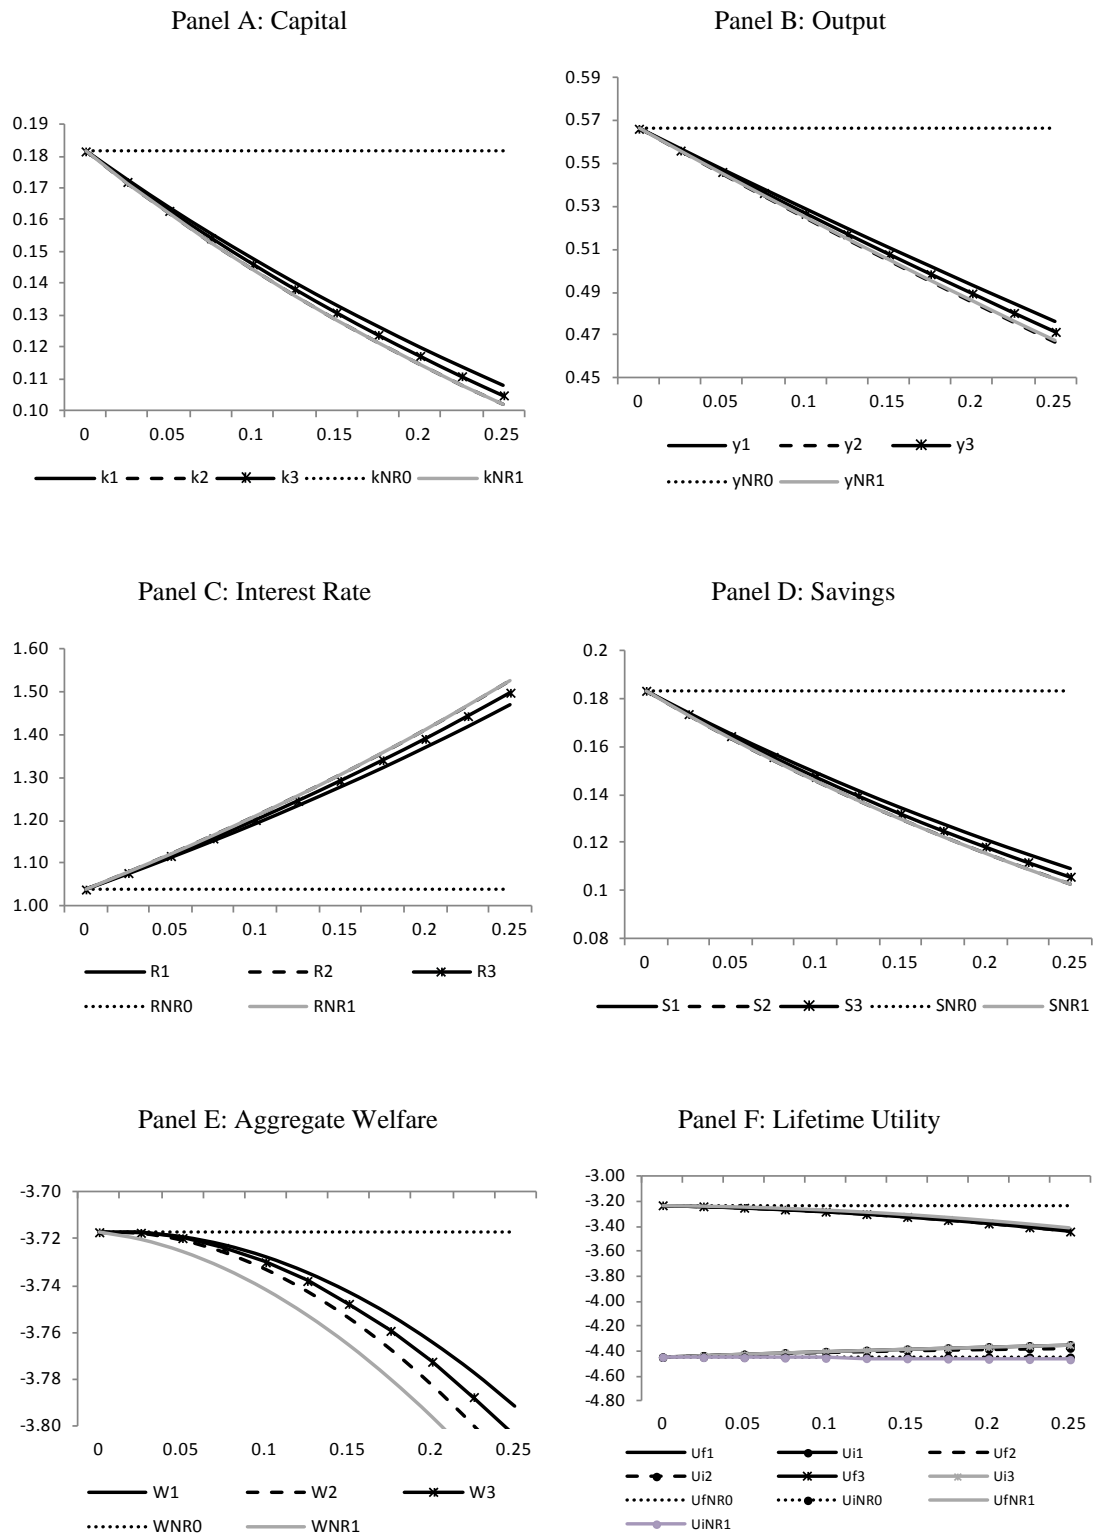 Panel A: Capital
0.19
0.18
0.17
0.16
0.15
0.14
0.13
0.12
0.11
0.10
0 0.05 0.1 0.15 0.2 0.25
k1 k2 k3 kNR0 kNR1
Panel B: Output
0.59
0.57
0.55
0.53
0.51
0.49
0.47
0.45
0 0.05 0.1 0.15 0.2 0.25
y1 y2 y3
yNR0 yNR1
Panel C: Interest Rate
1.60
1.50
1.40
1.30
1.20
1.10
1.00
0 0.05 0.1 0.15 0.2 0.25
R1 R2 R3
RNR0 RNR1
Panel D: Savings
0.2
0.18
0.16
0.14
0.12
0.1
0.08
0 0.05 0.1 0.15 0.2 0.25
S1 S2 S3 SNR0 SNR1
Panel E: Aggregate Welfare
-3.70
-3.72
-3.74
-3.76
-3.78
-3.80
0 0.05 0.1 0.15 0.2 0.25
W1 W2 W3
WNR0 WNR1
Panel F: Lifetime Utility
-3.00
-3.20
-3.40
-3.60
-3.80
-4.00
-4.20
-4.40
-4.60
-4.80
0 0.05 0.1 0.15 0.2 0.25
Uf1 Ui1 Uf2
Ui2 Uf3 Ui3
UfNR0 UiNR0 UfNR1
UiNR1